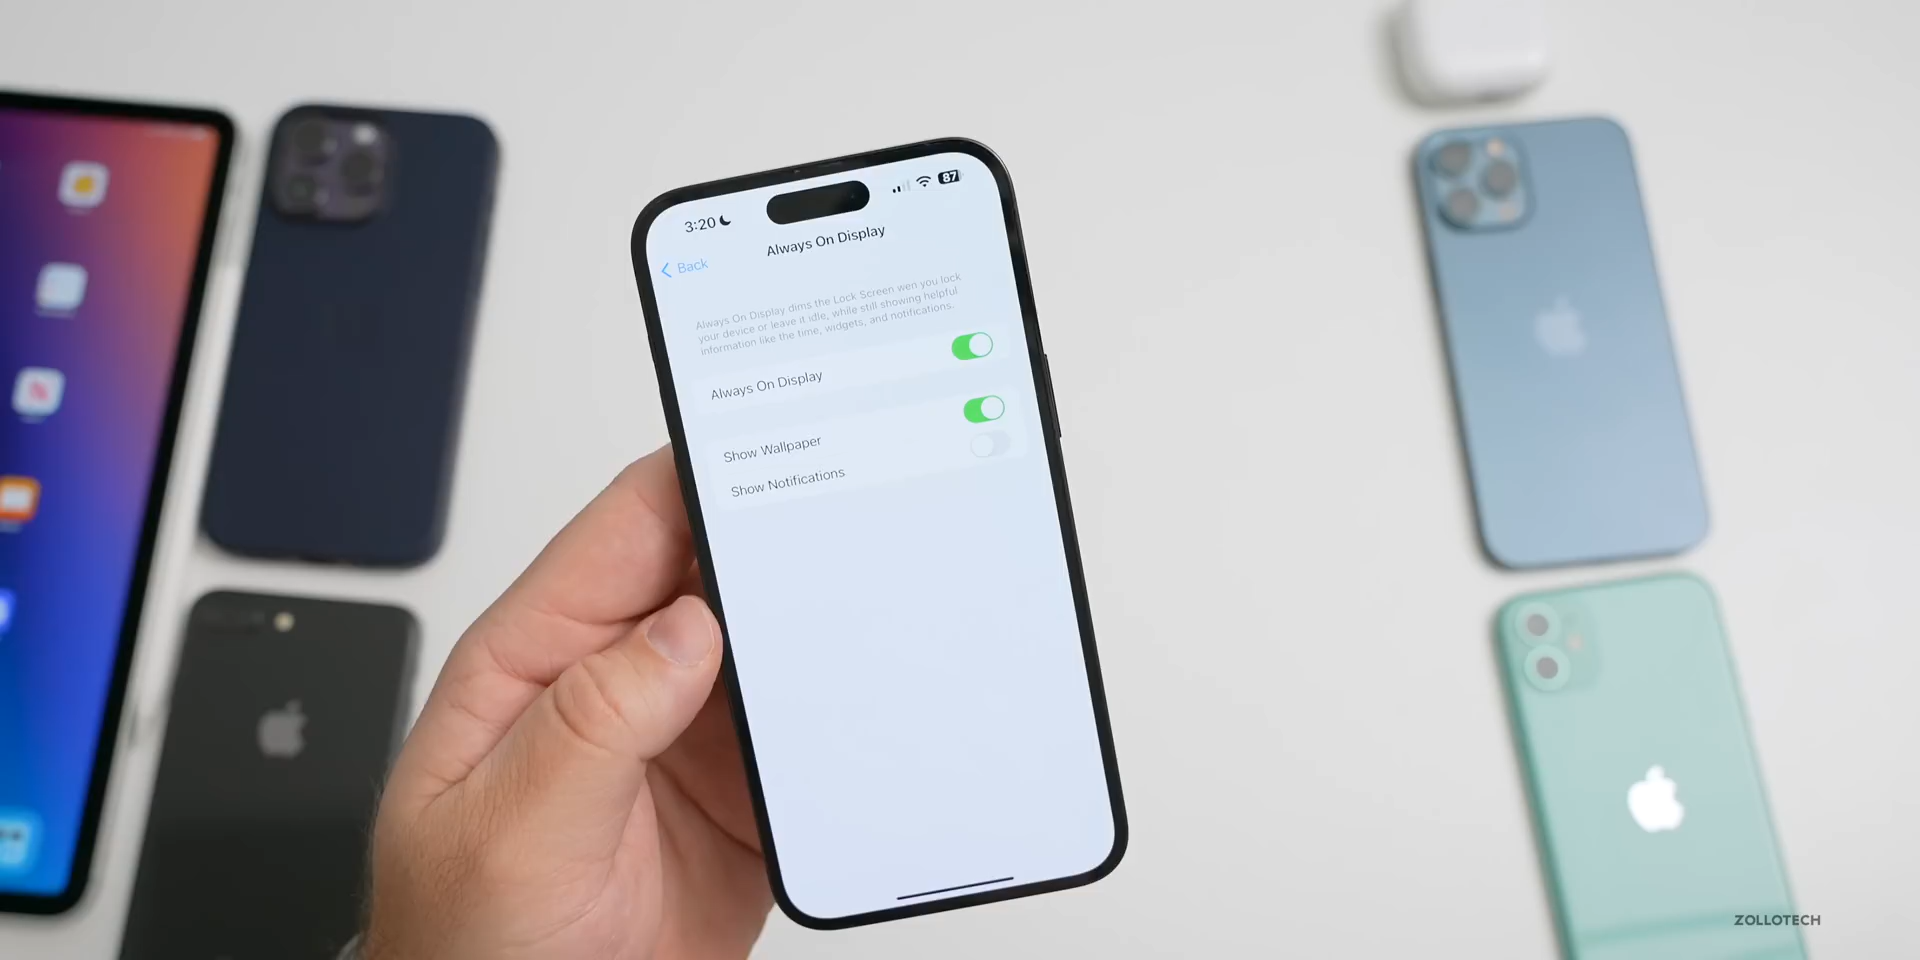 3:20
87
Always On Display
Back
Always On Display dims the Lock Screen wen you lock
your device or leave it idle, while still showing helpful
information like the time, widgets, and notifications.
Always On Display
Show Wallpaper
Show Notifications
ZOLLOTECH